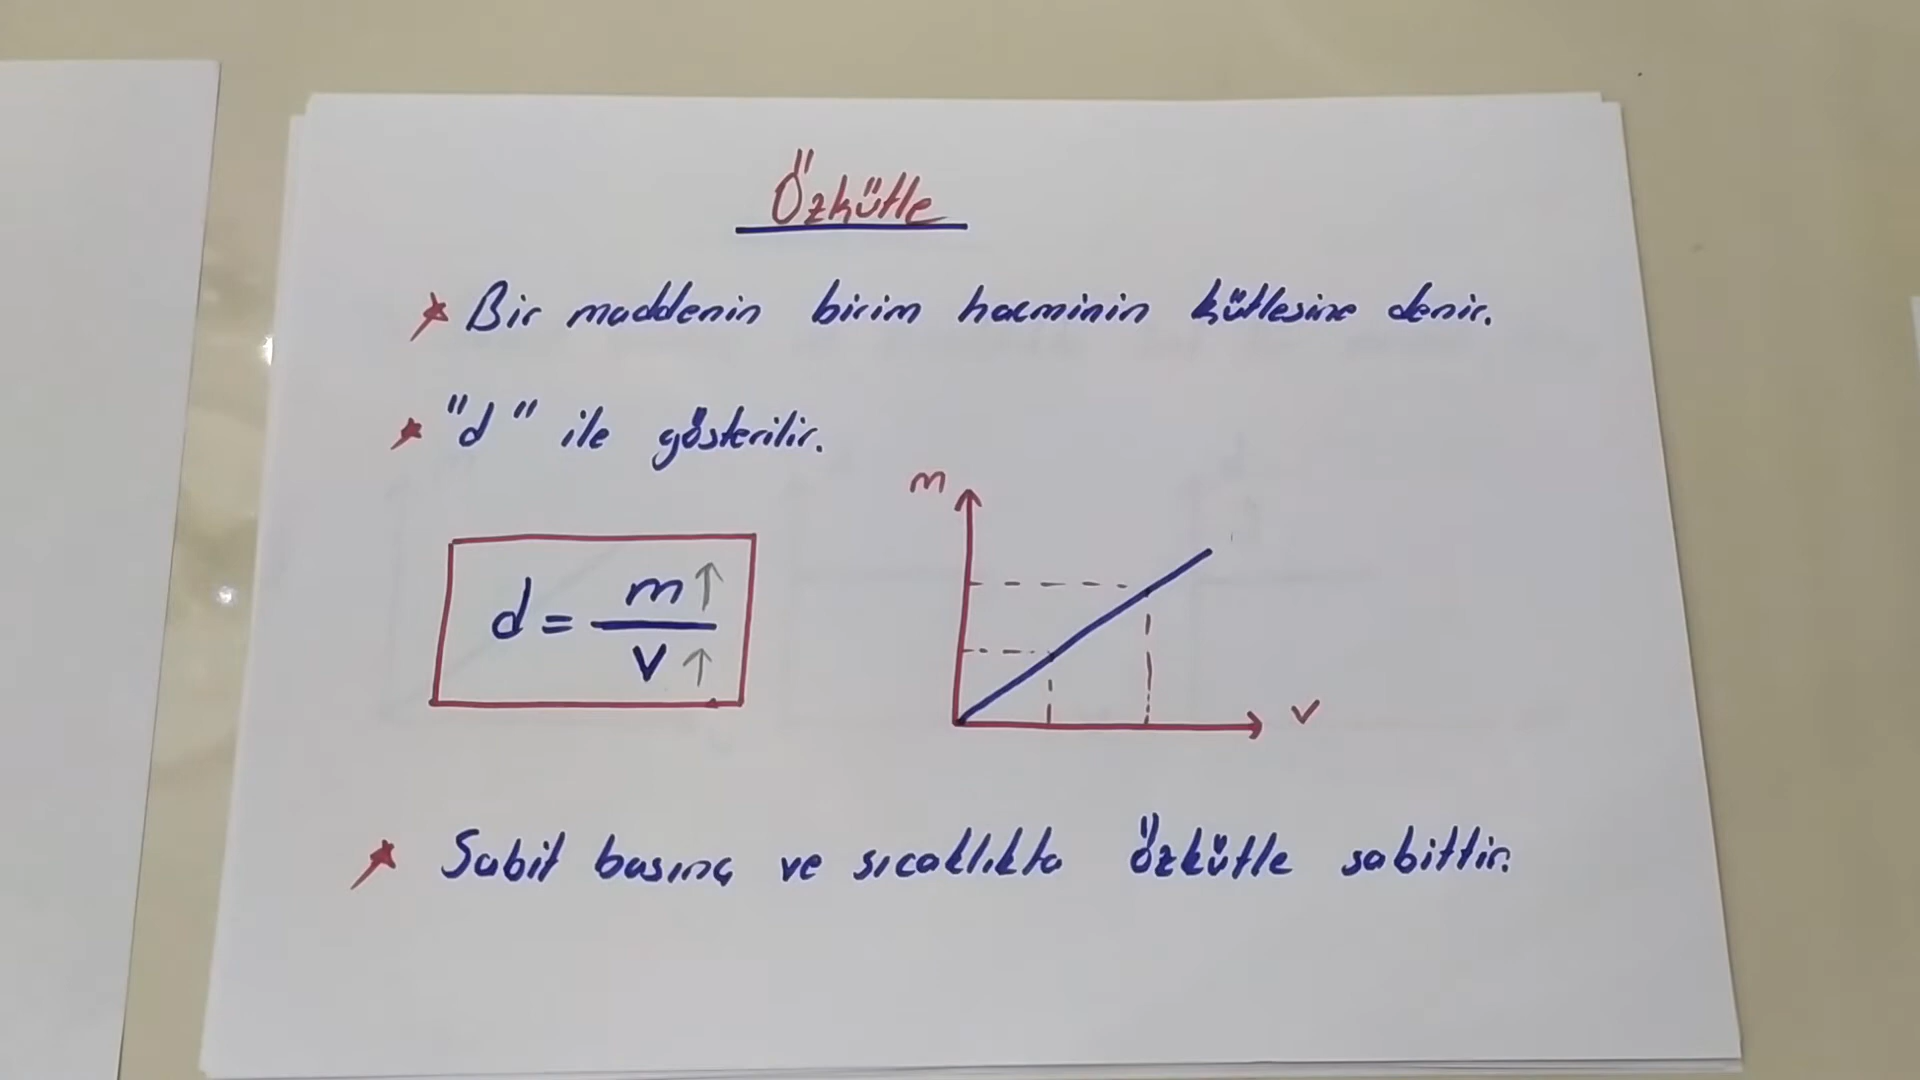 Özkütle
* Bir maddenin birim hacminin kütlesine denir.
* "d" ile gösterilir.
d = m↑ / V↑
m
V
* Sabit basınç ve sıcaklıkta Özkütle sabittir.